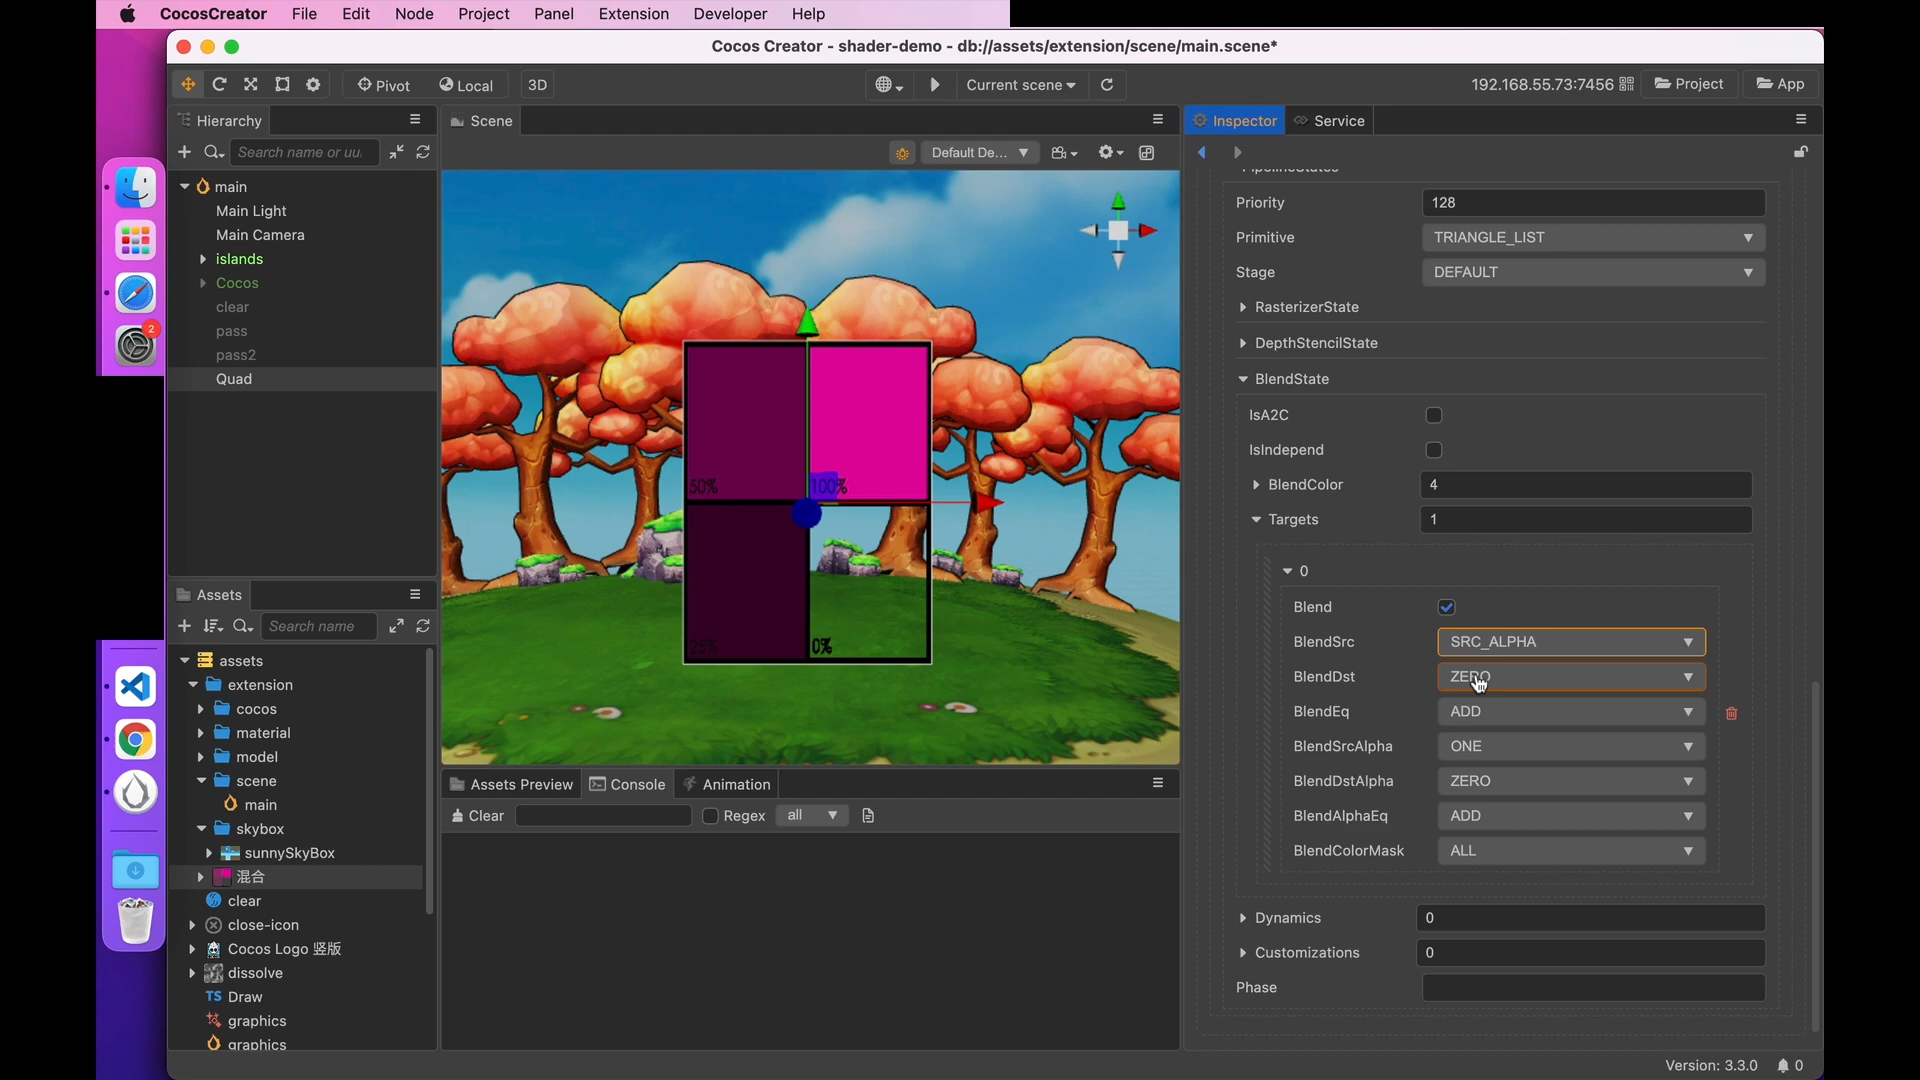 CocosCreator File Edit Node Project Panel Extension Developer Help
Cocos Creator - shader-demo - db://assets/extension/scene/main.scene*
Pivot Local 3D Current scene 192.168.55.73:7456 Project App
Hierarchy
Search name or uu
main
Main Light
Main Camera
islands
Cocos
clear
pass
pass2
Quad
2
Assets
Search name
assets
extension
cocos
material
model
scene
main
skybox
sunnySkyBox
混合
clear
close-icon
Cocos Logo 竖版
dissolve
TS Draw
graphics
graphics
Scene
Default De...
50%
100%
25%
0%
Assets Preview Console Animation
Clear Regex all
Inspector Service
PipelineStates
Priority 128
Primitive TRIANGLE_LIST
Stage DEFAULT
RasterizerState
DepthStencilState
BlendState
IsA2C
IsIndepend
BlendColor 4
Targets 1
0
Blend
BlendSrc SRC_ALPHA
BlendDst ZERO
BlendEq ADD
BlendSrcAlpha ONE
BlendDstAlpha ZERO
BlendAlphaEq ADD
BlendColorMask ALL
Dynamics 0
Customizations 0
Phase
Version: 3.3.0 0